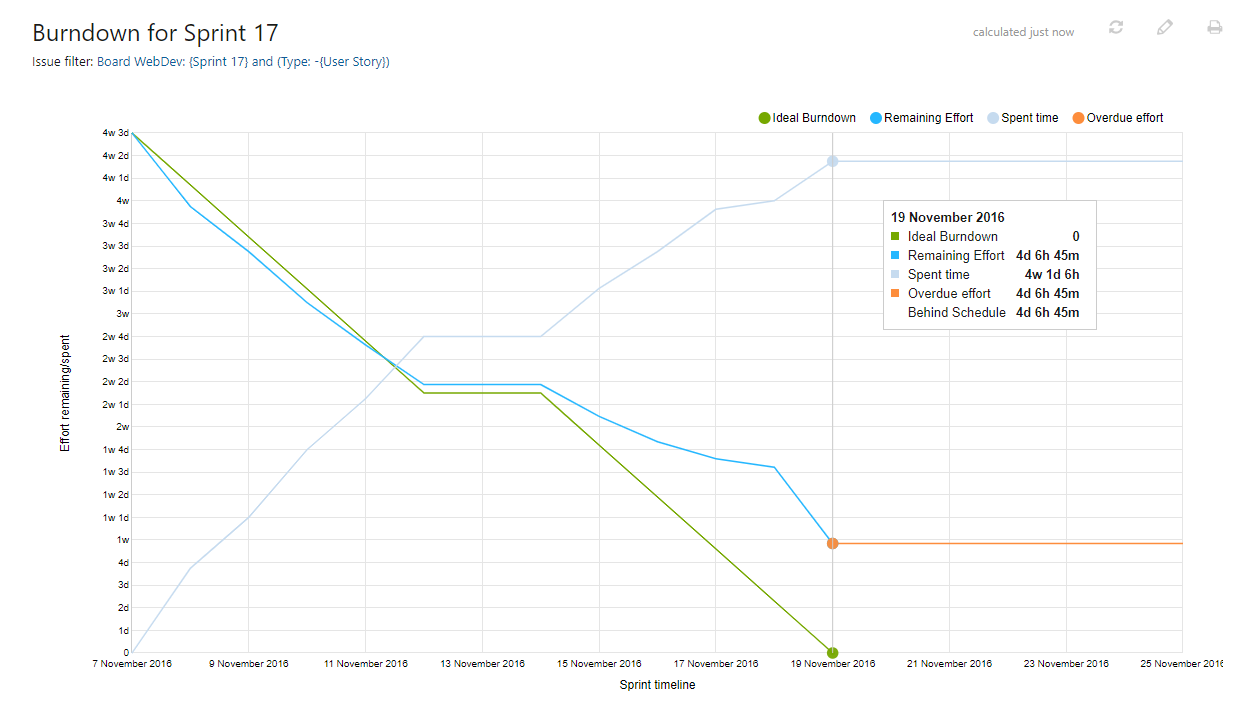 Burndown for Sprint 17
calculated just now
Issue filter: Board WebDev: {Sprint 17} and (Type: -{User Story})
Ideal Burndown Remaining Effort Spent time Overdue effort
4w 3d
4w 2d
4w 1d
4w
3w 4d
3w 3d
3w 2d
3w 1d
3w
2w 4d
2w 3d
2w 2d
2w 1d
2w
1w 4d
1w 3d
1w 2d
1w 1d
1w
4d
3d
2d
1d
0
Effort remaining/spent
19 November 2016
Ideal Burndown 0
Remaining Effort 4d 6h 45m
Spent time 4w 1d 6h
Overdue effort 4d 6h 45m
Behind Schedule 4d 6h 45m
7 November 2016 9 November 2016 11 November 2016 13 November 2016 15 November 2016 17 November 2016 19 November 2016 21 November 2016 23 November 2016 25 November 2016
Sprint timeline